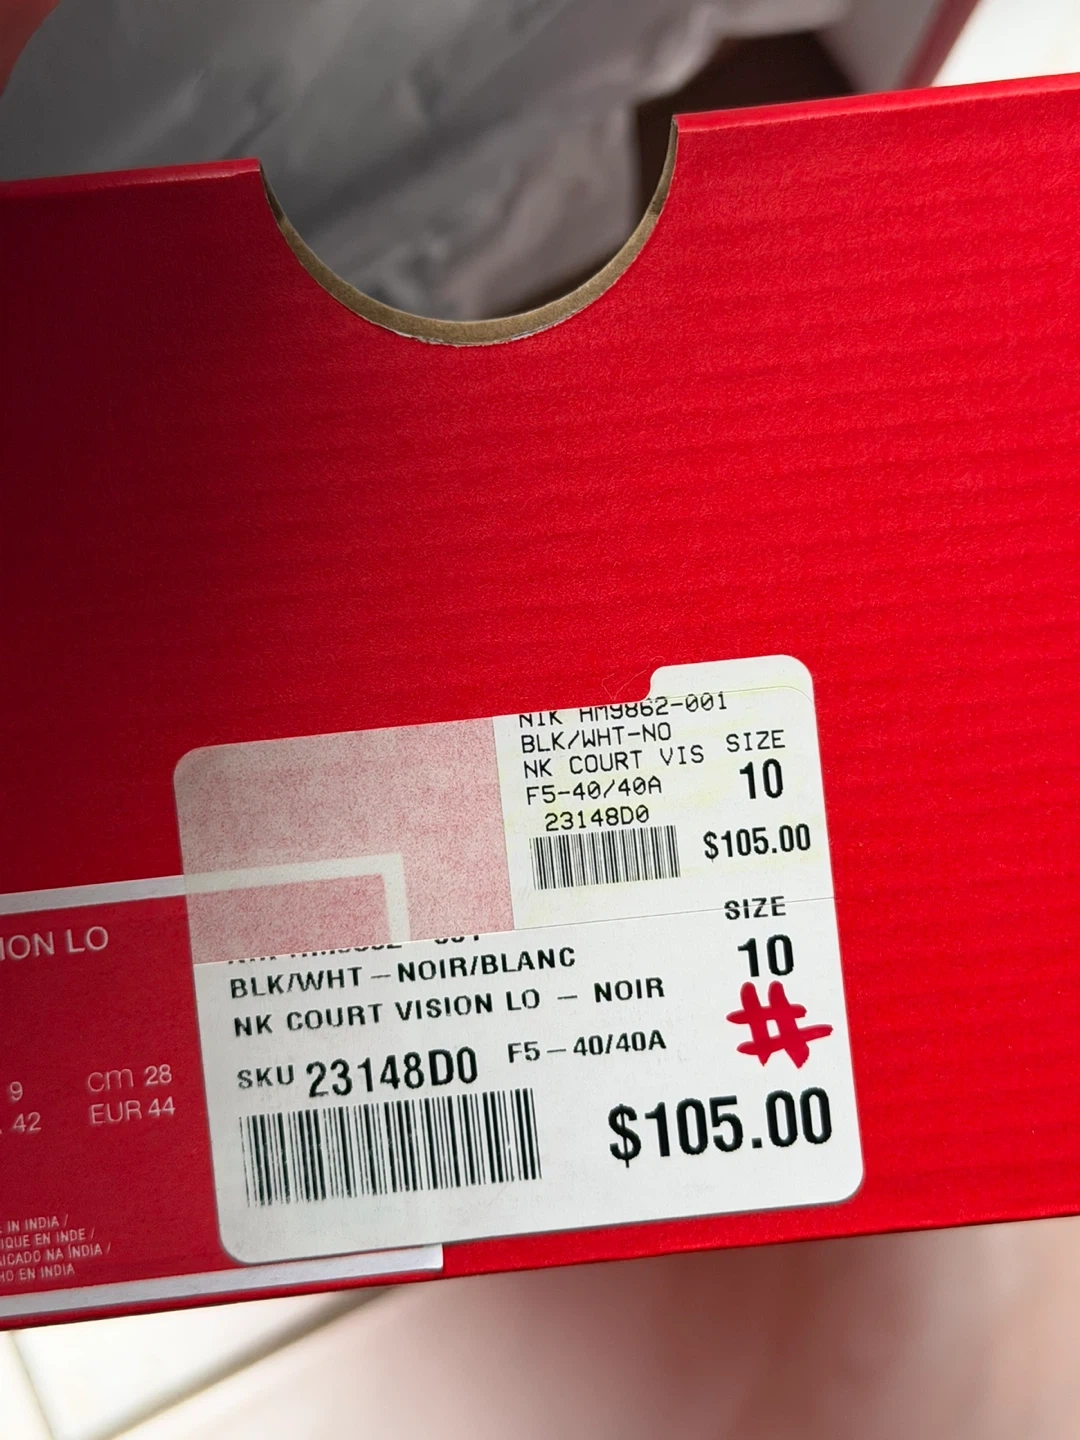 NIK HM9862-001
BLK/WHT-NO
NK COURT VIS SIZE
F5-40/40A 10
23148D0
$105.00
SIZE
10
BLK/WHT – NOIR/BLANC
NK COURT VISION LO – NOIR
#
SKU 23148D0 F5 – 40/40A
$105.00
ION LO
9 cm 28
42 EUR 44
IN INDIA /
IQUE EN INDE /
ICADO NA ÍNDIA /
HO EN INDIA